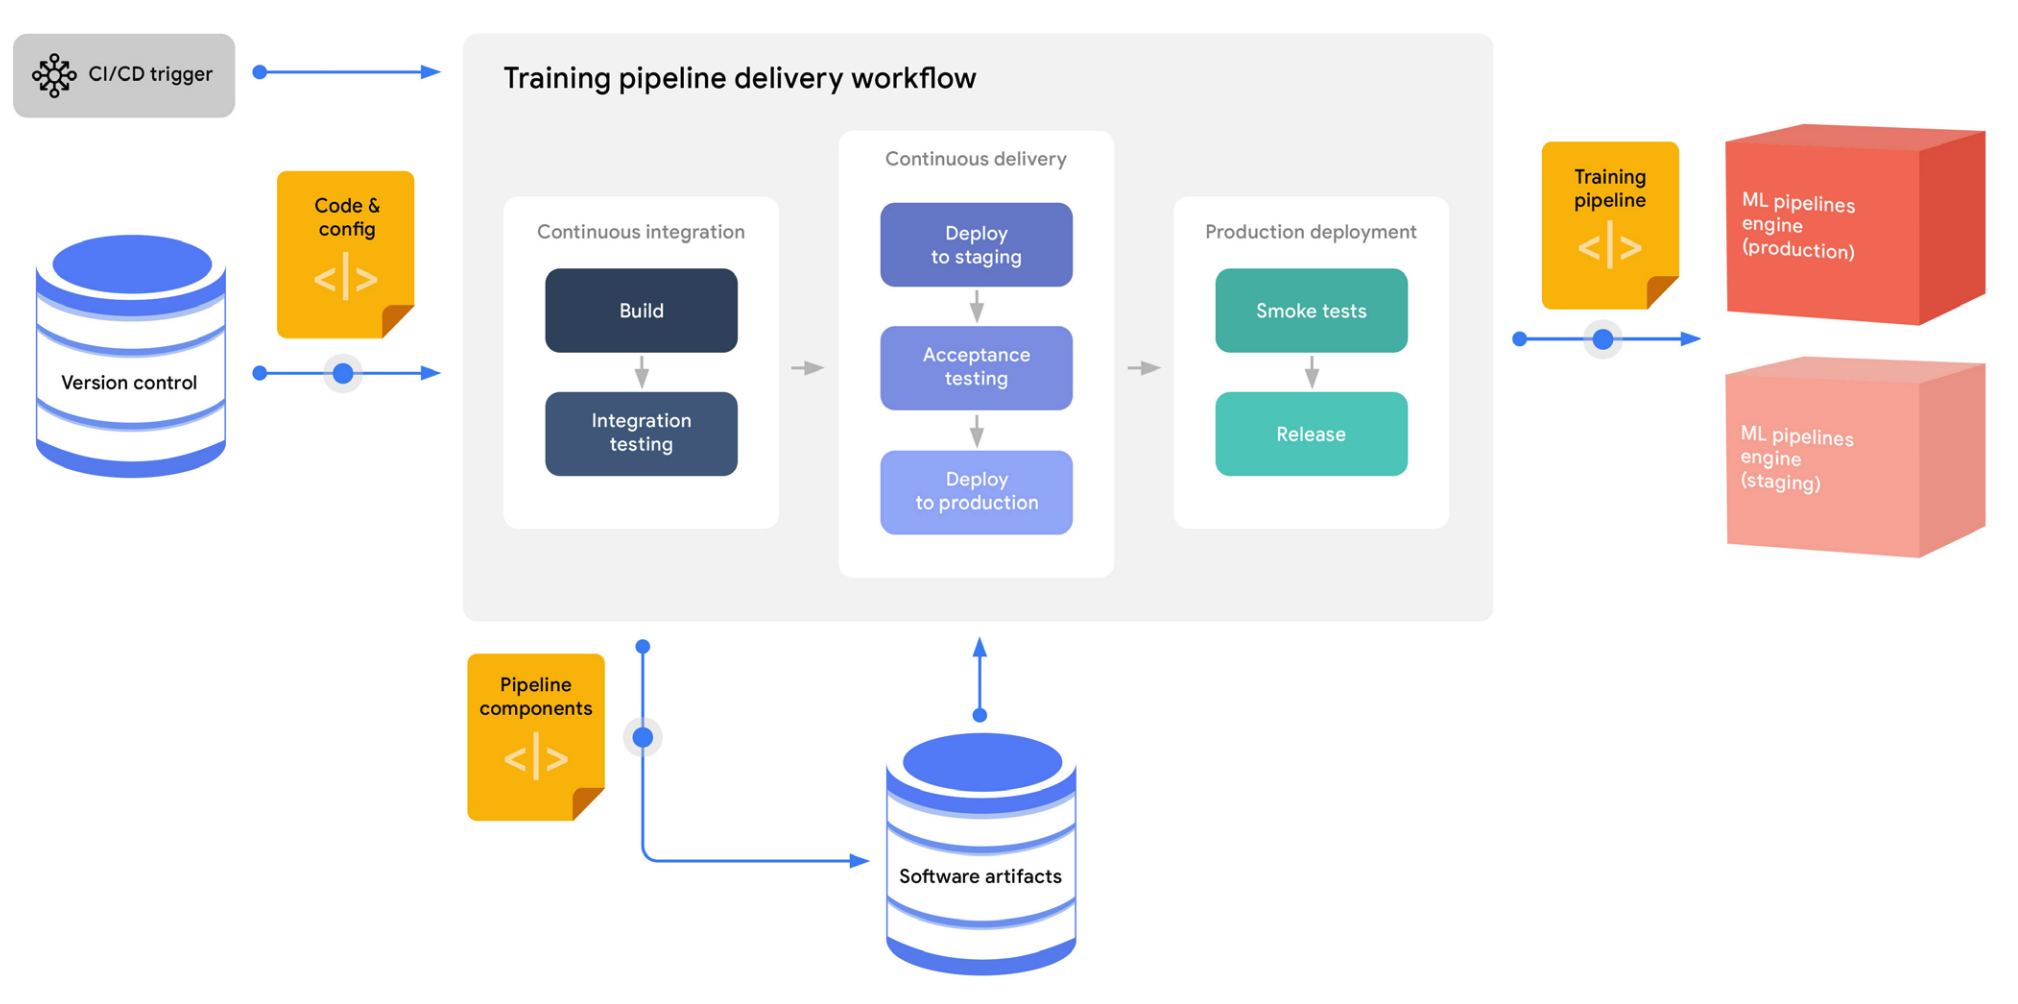 CI/CD trigger
Training pipeline delivery workflow
Code &
config
</>
Version control
Continuous integration
Build
Integration
testing
Continuous delivery
Deploy
to staging
Acceptance
testing
Deploy
to production
Production deployment
Smoke tests
Release
Training
pipeline
<|>
ML pipelines
engine
(production)
ML pipelines
engine
(staging)
Pipeline
components
<|>
Software artifacts